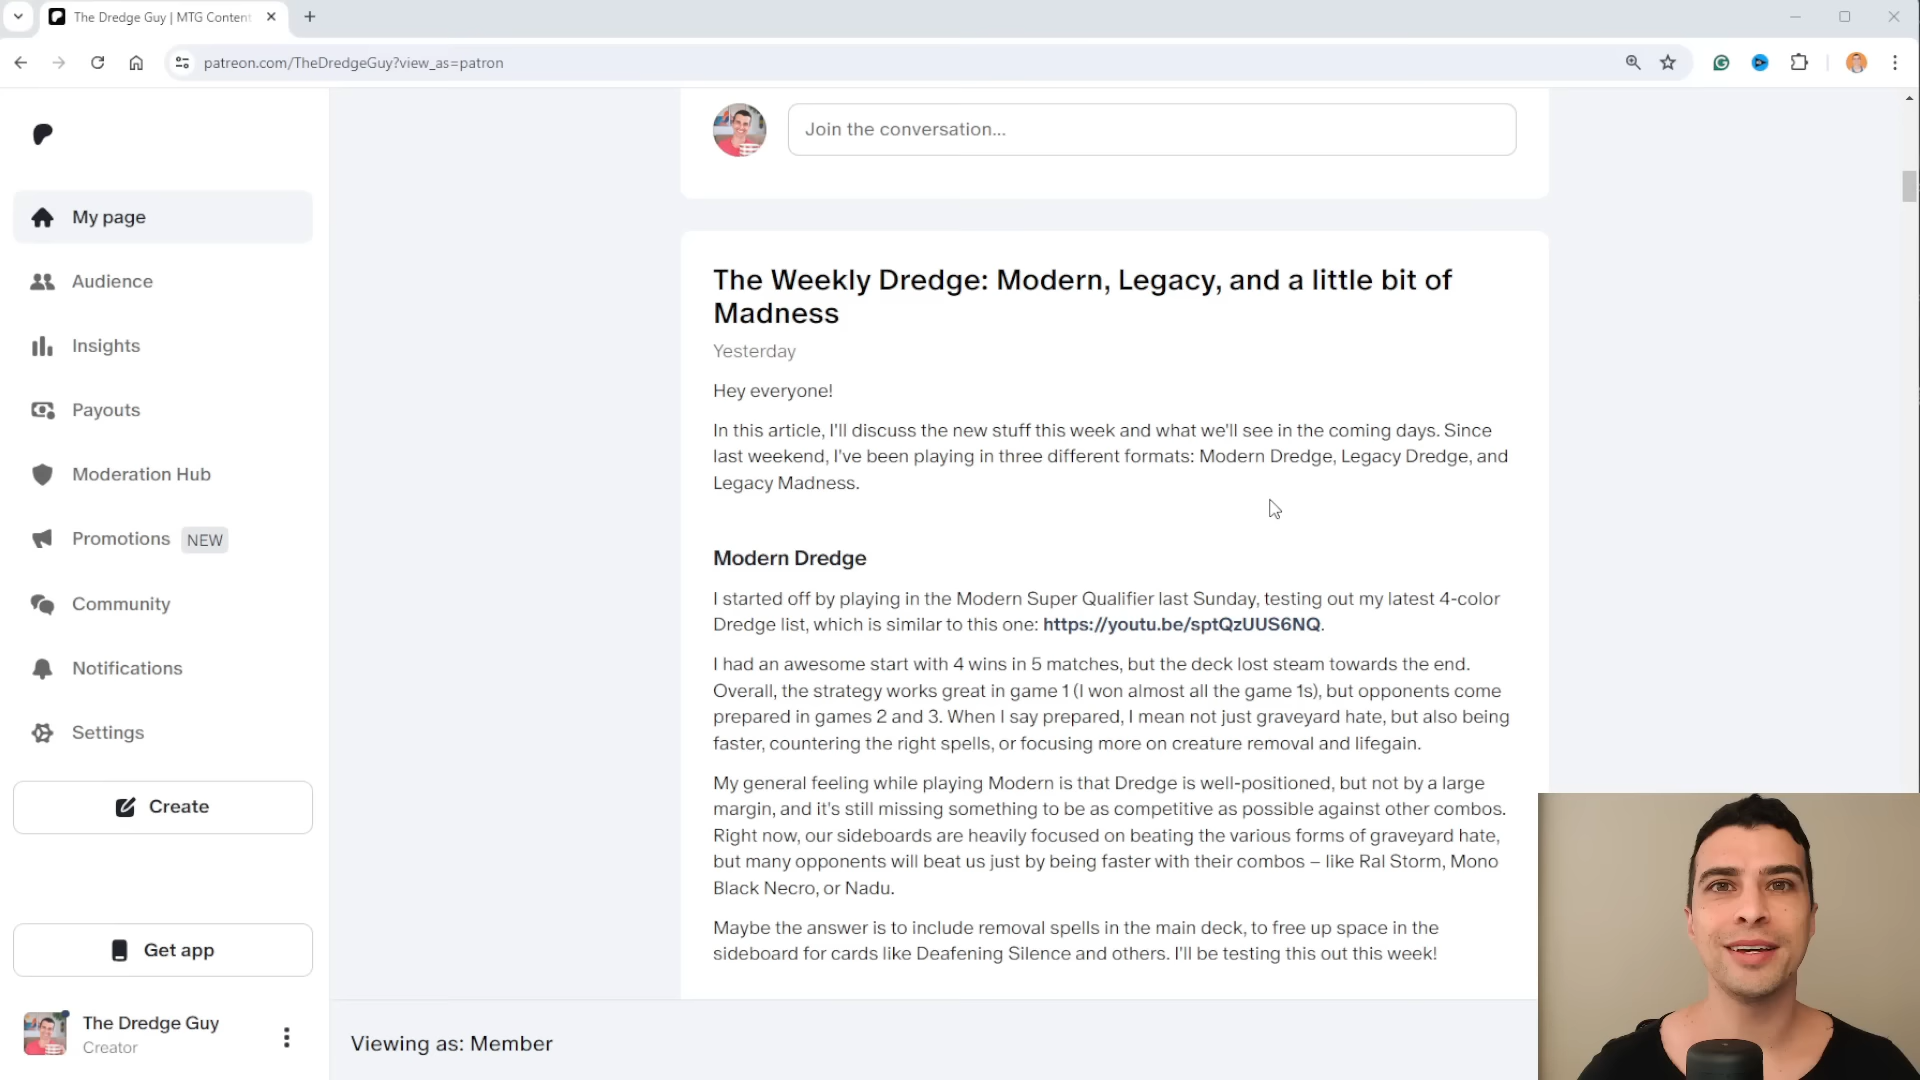 The Dredge Guy | MTG Content
patreon.com/TheDredgeGuy?view_as=patron
My page
Audience
Insights
Payouts
Moderation Hub
Promotions NEW
Community
Notifications
Settings
Create
Get app
The Dredge Guy
Creator
Join the conversation...
The Weekly Dredge: Modern, Legacy, and a little bit of
Madness
Yesterday
Hey everyone!
In this article, I'll discuss the new stuff this week and what we'll see in the coming days. Since
last weekend, I've been playing in three different formats: Modern Dredge, Legacy Dredge, and
Legacy Madness.
Modern Dredge
I started off by playing in the Modern Super Qualifier last Sunday, testing out my latest 4-color
Dredge list, which is similar to this one: https://youtu.be/sptQzUUS6NQ.
I had an awesome start with 4 wins in 5 matches, but the deck lost steam towards the end.
Overall, the strategy works great in game 1 (I won almost all the game 1s), but opponents come
prepared in games 2 and 3. When I say prepared, I mean not just graveyard hate, but also being
faster, countering the right spells, or focusing more on creature removal and lifegain.
My general feeling while playing Modern is that Dredge is well-positioned, but not by a large
margin, and it's still missing something to be as competitive as possible against other combos.
Right now, our sideboards are heavily focused on beating the various forms of graveyard hate,
but many opponents will beat us just by being faster with their combos – like Ral Storm, Mono
Black Necro, or Nadu.
Maybe the answer is to include removal spells in the main deck, to free up space in the
sideboard for cards like Deafening Silence and others. I'll be testing this out this week!
Viewing as: Member